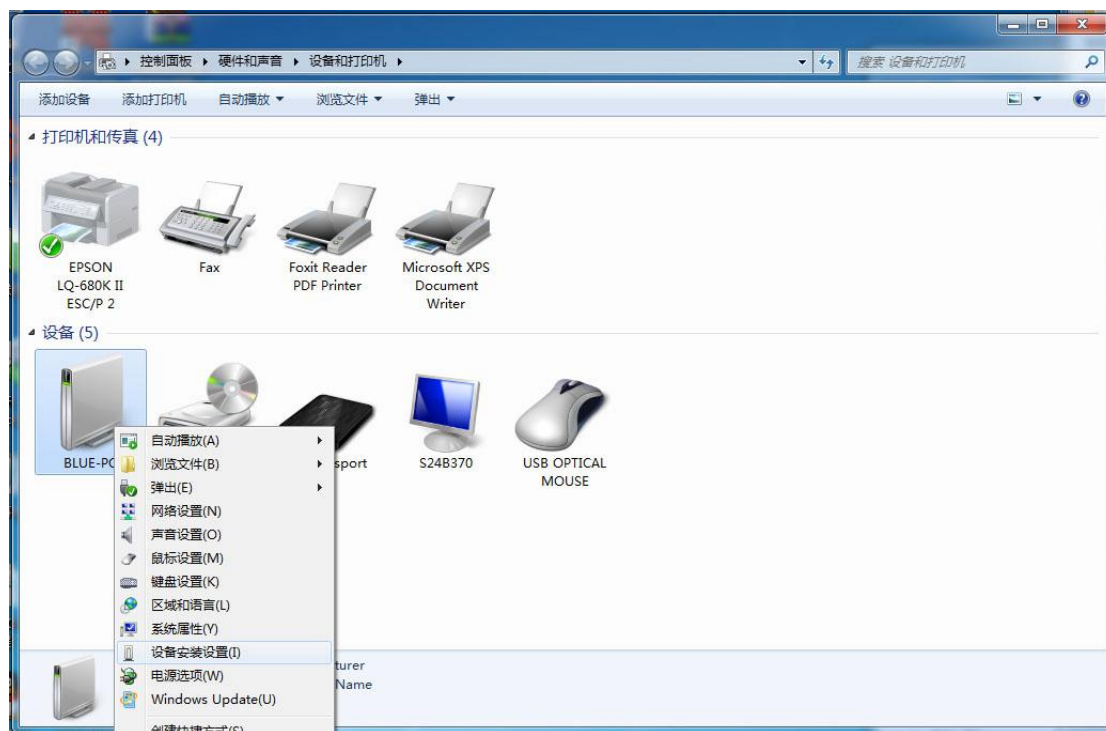 控制面板 硬件和声音 设备和打印机
搜索 设备和打印机
添加设备 添加打印机 自动播放 浏览文件 弹出
打印机和传真 (4)
EPSON
LQ-680K II
ESC/P 2
Fax
Foxit Reader
PDF Printer
Microsoft XPS
Document
Writer
设备 (5)
BLUE-PC
sport
S24B370
USB OPTICAL
MOUSE
自动播放(A)
浏览文件(B)
弹出(E)
网络设置(N)
声音设置(O)
鼠标设置(M)
键盘设置(K)
区域和语言(L)
系统属性(Y)
设备安装设置(I)
电源选项(W)
Windows Update(U)
创建快捷方式(S)
turer
Name